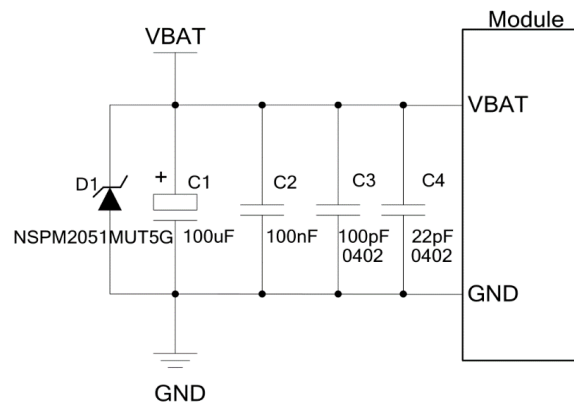 Module
VBAT
VBAT
D1
+
C1
C2
C3
C4
NSPM2051MUT5G
100uF
100nF
100pF
0402
22pF
0402
GND
GND